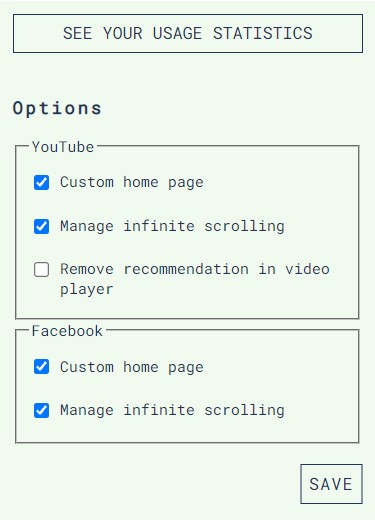 SEE YOUR USAGE STATISTICS
Options
YouTube
Custom home page
Manage infinite scrolling
Remove recommendation in video
player
Facebook
Custom home page
Manage infinite scrolling
SAVE